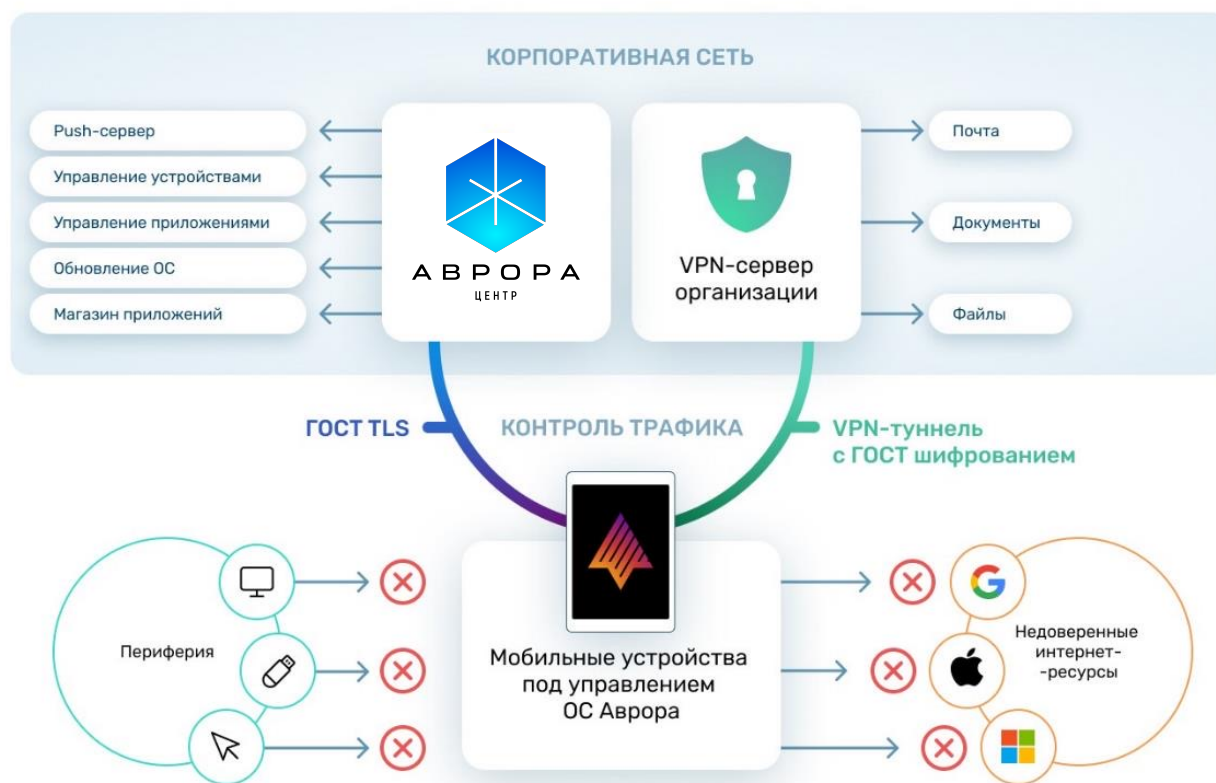 КОРПОРАТИВНАЯ СЕТЬ
Push-сервер
Управление устройствами
Управление приложениями
Обновление ОС
Магазин приложений
АВРОРА
ЦЕНТР
VPN-сервер
организации
Почта
Документы
Файлы
ГОСТ TLS
КОНТРОЛЬ ТРАФИКА
VPN-туннель
с ГОСТ шифрованием
Периферия
Мобильные устройства
под управлением
ОС Аврора
Недоверенные
интернет-
-ресурсы